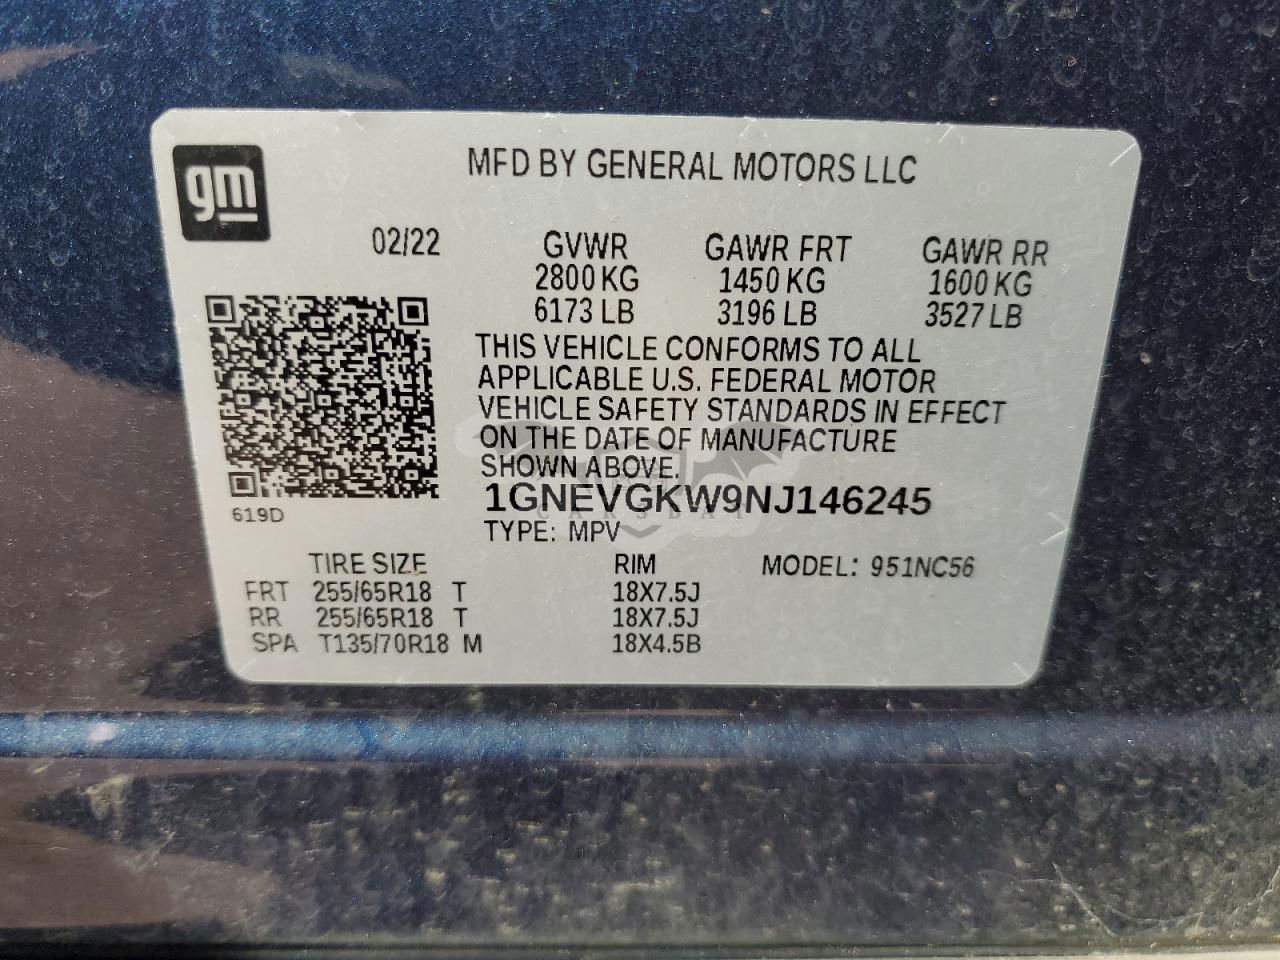 gm
MFD BY GENERAL MOTORS LLC
02/22 GVWR GAWR FRT GAWR RR
2800 KG 1450 KG 1600 KG
6173 LB 3196 LB 3527 LB
THIS VEHICLE CONFORMS TO ALL
APPLICABLE U.S. FEDERAL MOTOR
VEHICLE SAFETY STANDARDS IN EFFECT
ON THE DATE OF MANUFACTURE
SHOWN ABOVE.
1GNEVGKW9NJ146245
619D
TYPE: MPV
TIRE SIZE RIM MODEL: 951NC56
FRT 255/65R18 T 18X7.5J
RR 255/65R18 T 18X7.5J
SPA T135/70R18 M 18X4.5B